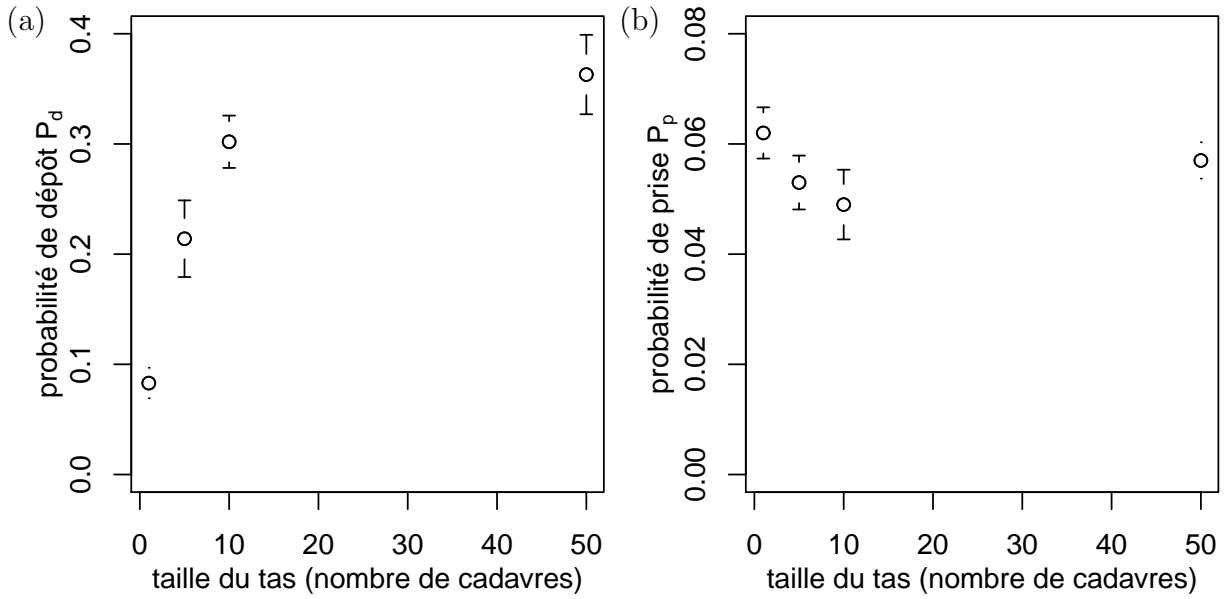 (a)
probabilité de dépôt P_d
0.4
0.3
0.2
0.1
0.0
0 10 20 30 40 50
taille du tas (nombre de cadavres)
(b)
probabilité de prise P_p
0.08
0.06
0.04
0.02
0.00
0 10 20 30 40 50
taille du tas (nombre de cadavres)